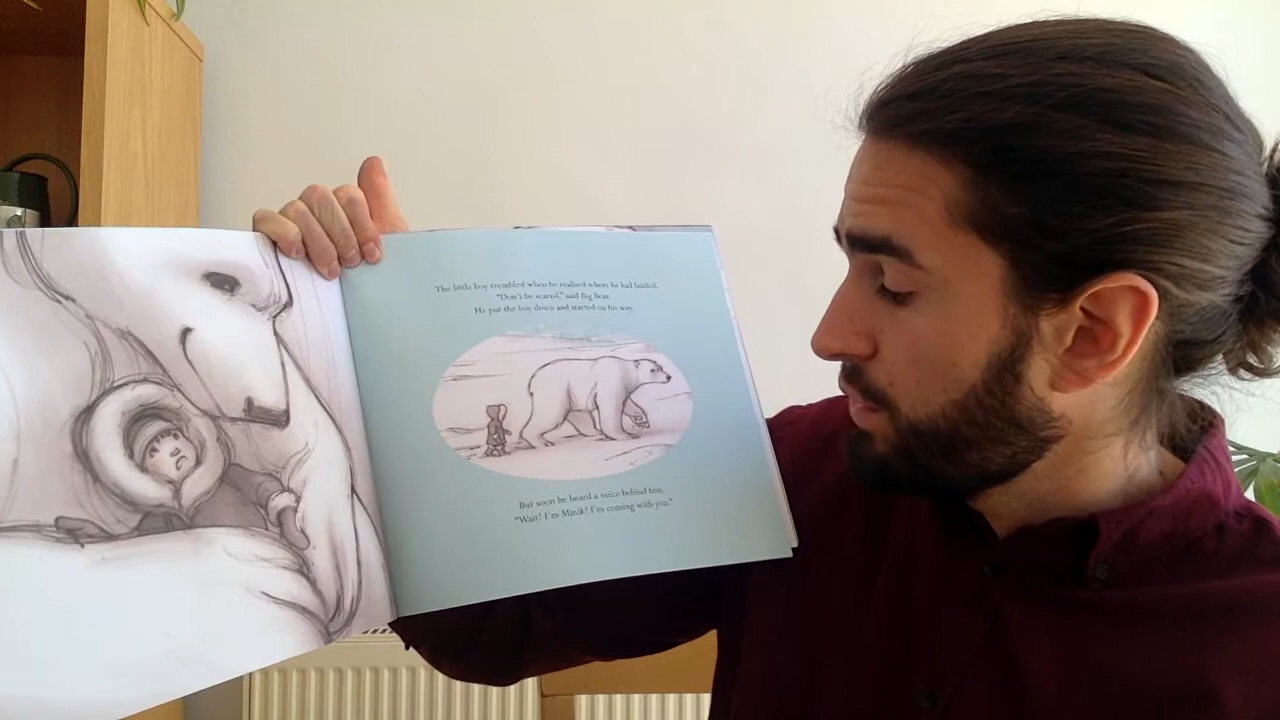 The little boy trembled when he realised where he had landed.
"Don't be scared," said Big Bear.
He put the boy down and started on his way.
But soon he heard a voice behind him.
"Wait! I'm Minik! I'm coming with you."